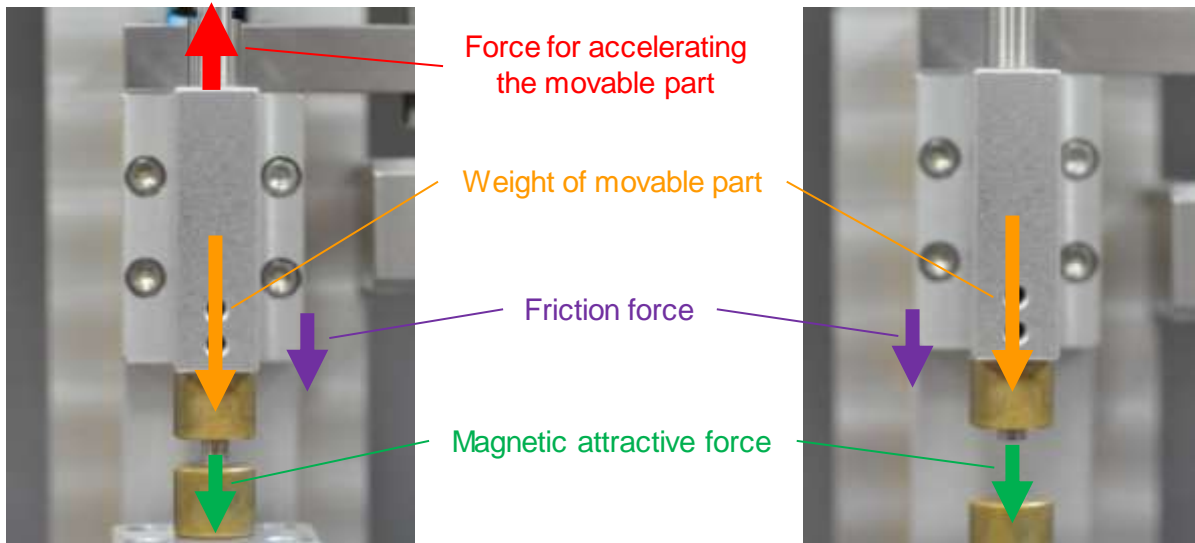 Force for accelerating
the movable part
Weight of movable part
Friction force
Magnetic attractive force